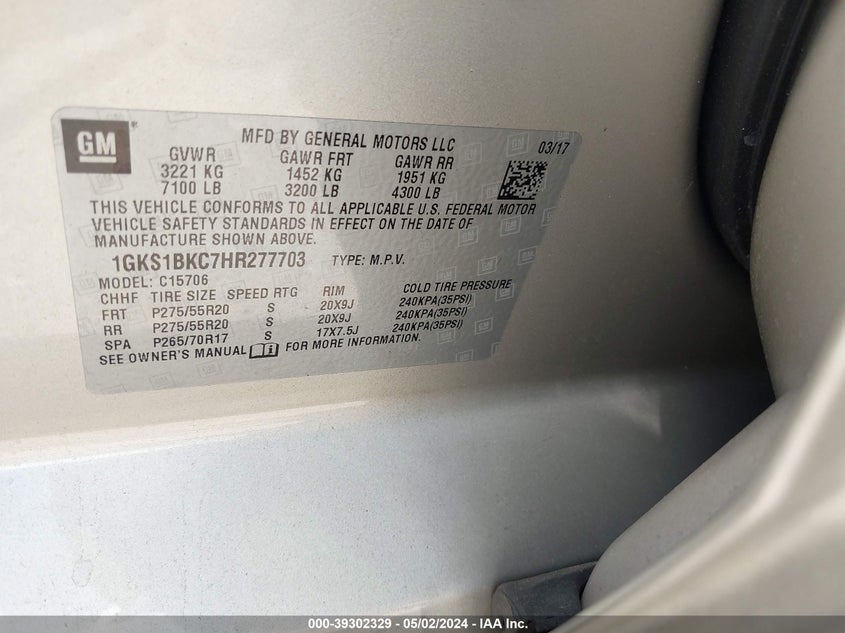 GM
MFD BY GENERAL MOTORS LLC 03/17
GVWR GAWR FRT GAWR RR
3221 KG 1452 KG 1951 KG
7100 LB 3200 LB 4300 LB
THIS VEHICLE CONFORMS TO ALL APPLICABLE U.S. FEDERAL MOTOR
VEHICLE SAFETY STANDARDS IN EFFECT ON THE DATE OF
MANUFACTURE SHOWN ABOVE.
1GKS1BKC7HR277703 TYPE: M.P.V.
MODEL: C15706
CHHF TIRE SIZE SPEED RTG RIM COLD TIRE PRESSURE
FRT P275/55R20 S 20X9J 240KPA(35PSI)
RR P275/55R20 S 20X9J 240KPA(35PSI)
SPA P265/70R17 S 17X7.5J 240KPA(35PSI)
SEE OWNER'S MANUAL FOR MORE INFORMATION.
000-39302329 - 05/02/2024 - IAA Inc.